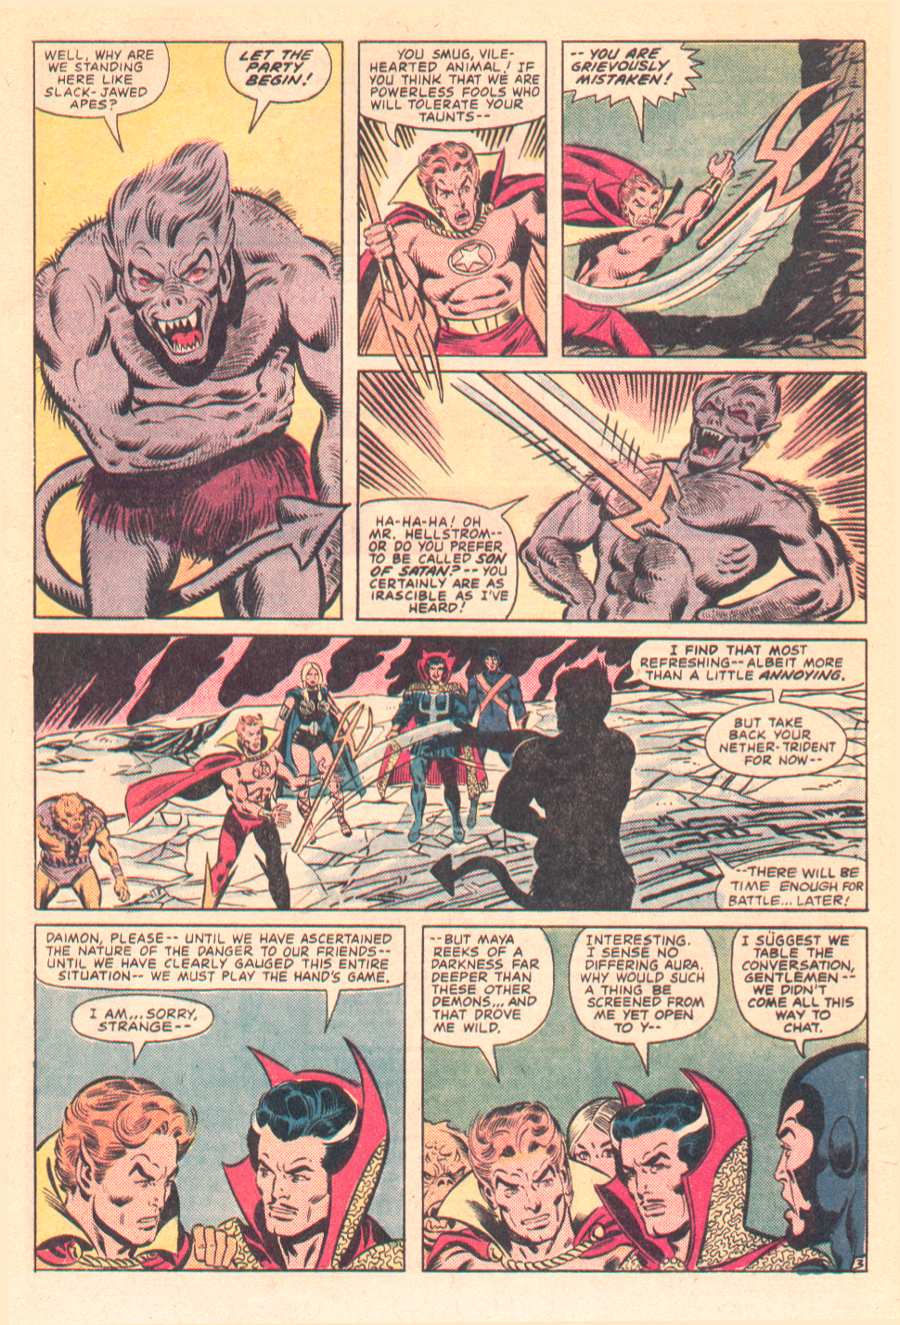 WELL, WHY ARE
WE STANDING
HERE LIKE
SLACK-JAWED
APES?
LET THE
PARTY
BEGIN!
YOU SMUG, VILE-
HEARTED ANIMAL! IF
YOU THINK THAT WE ARE
POWERLESS FOOLS WHO
WILL TOLERATE YOUR
TAUNTS--
--YOU ARE
GRIEVOUSLY
MISTAKEN!
HA-HA-HA! OH
MR. HELLSTROM--
OR DO YOU PREFER
TO BE CALLED SON
OF SATAN?--YOU
CERTAINLY ARE AS
IRASCIBLE AS I'VE
HEARD!
I FIND THAT MOST
REFRESHING--ALBEIT MORE
THAN A LITTLE ANNOYING.
BUT TAKE
BACK YOUR
NETHER-TRIDENT
FOR NOW--
--THERE WILL BE
TIME ENOUGH FOR
BATTLE... LATER!
DAIMON, PLEASE--UNTIL WE HAVE ASCERTAINED
THE NATURE OF THE DANGER TO OUR FRIENDS--
UNTIL WE HAVE CLEARLY GAUGED THIS ENTIRE
SITUATION--WE MUST PLAY THE HAND'S GAME.
I AM... SORRY,
STRANGE--
--BUT MAYA
REEKS OF A
DARKNESS FAR
DEEPER THAN
THESE OTHER
DEMONS... AND
THAT DROVE
ME WILD.
INTERESTING.
I SENSE NO
DIFFERING AURA.
WHY WOULD SUCH
A THING BE
SCREENED FROM
ME YET OPEN
TO Y--
I SUGGEST WE
TABLE THE
CONVERSATION,
GENTLEMEN--
WE DIDN'T
COME ALL THIS
WAY TO
CHAT.
3